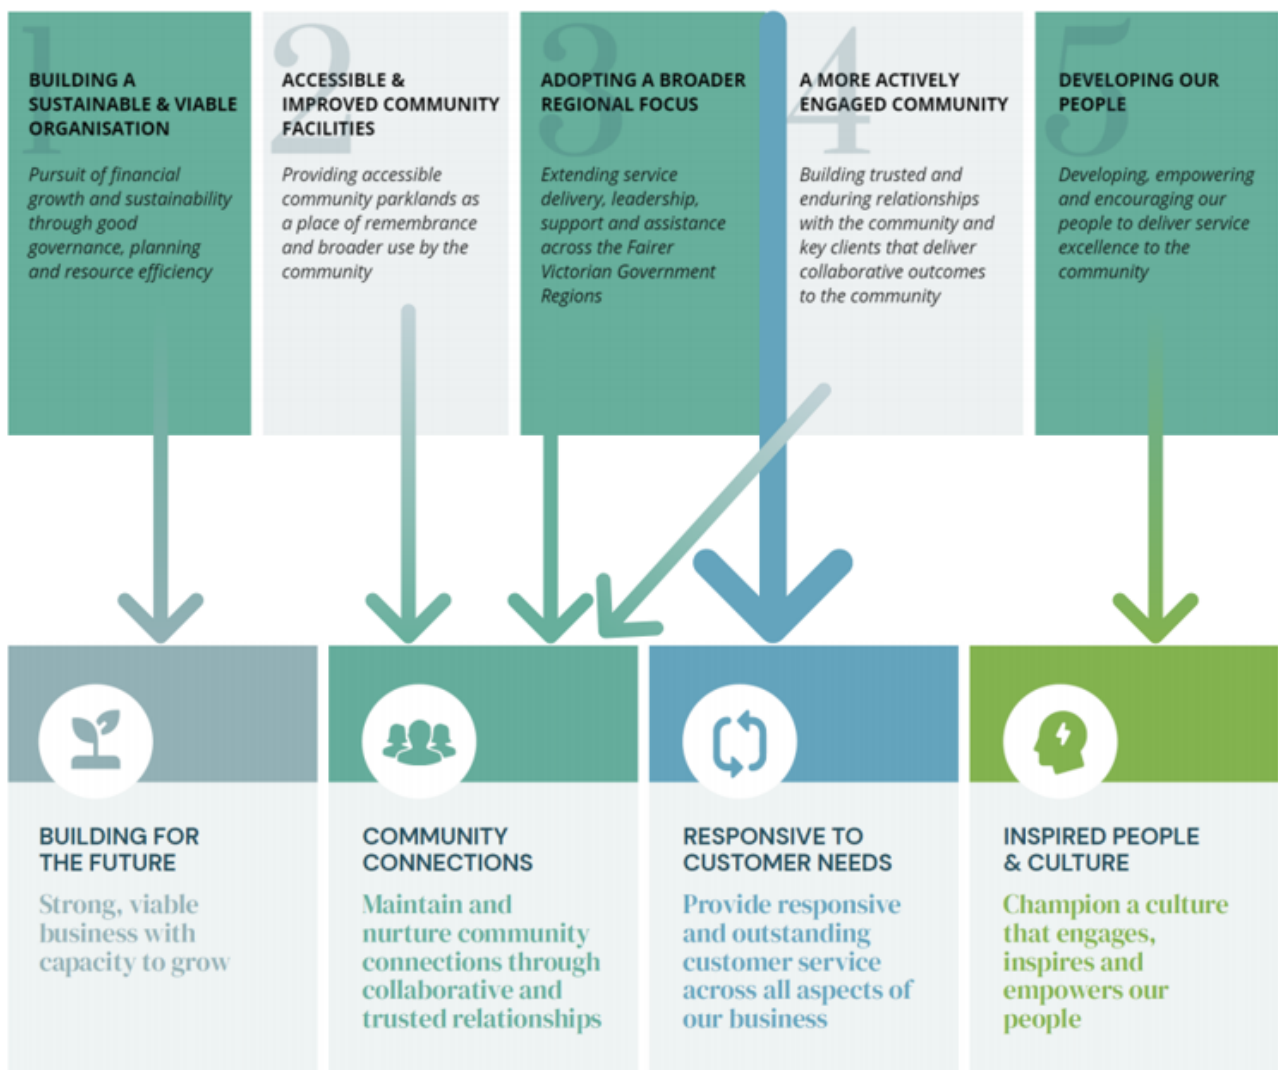 1
BUILDING A
SUSTAINABLE & VIABLE
ORGANISATION
Pursuit of financial
growth and sustainability
through good
governance, planning
and resource efficiency
2
ACCESSIBLE &
IMPROVED COMMUNITY
FACILITIES
Providing accessible
community parklands as
a place of remembrance
and broader use by the
community
3
ADOPTING A BROADER
REGIONAL FOCUS
Extending service
delivery, leadership,
support and assistance
across the Fairer
Victorian Government
Regions
4
A MORE ACTIVELY
ENGAGED COMMUNITY
Building trusted and
enduring relationships
with the community and
key clients that deliver
collaborative outcomes
to the community
5
DEVELOPING OUR
PEOPLE
Developing, empowering
and encouraging our
people to deliver service
excellence to the
community
BUILDING FOR
THE FUTURE
Strong, viable
business with
capacity to grow
COMMUNITY
CONNECTIONS
Maintain and
nurture community
connections through
collaborative and
trusted relationships
RESPONSIVE TO
CUSTOMER NEEDS
Provide responsive
and outstanding
customer service
across all aspects of
our business
INSPIRED PEOPLE
& CULTURE
Champion a culture
that engages,
inspires and
empowers our
people